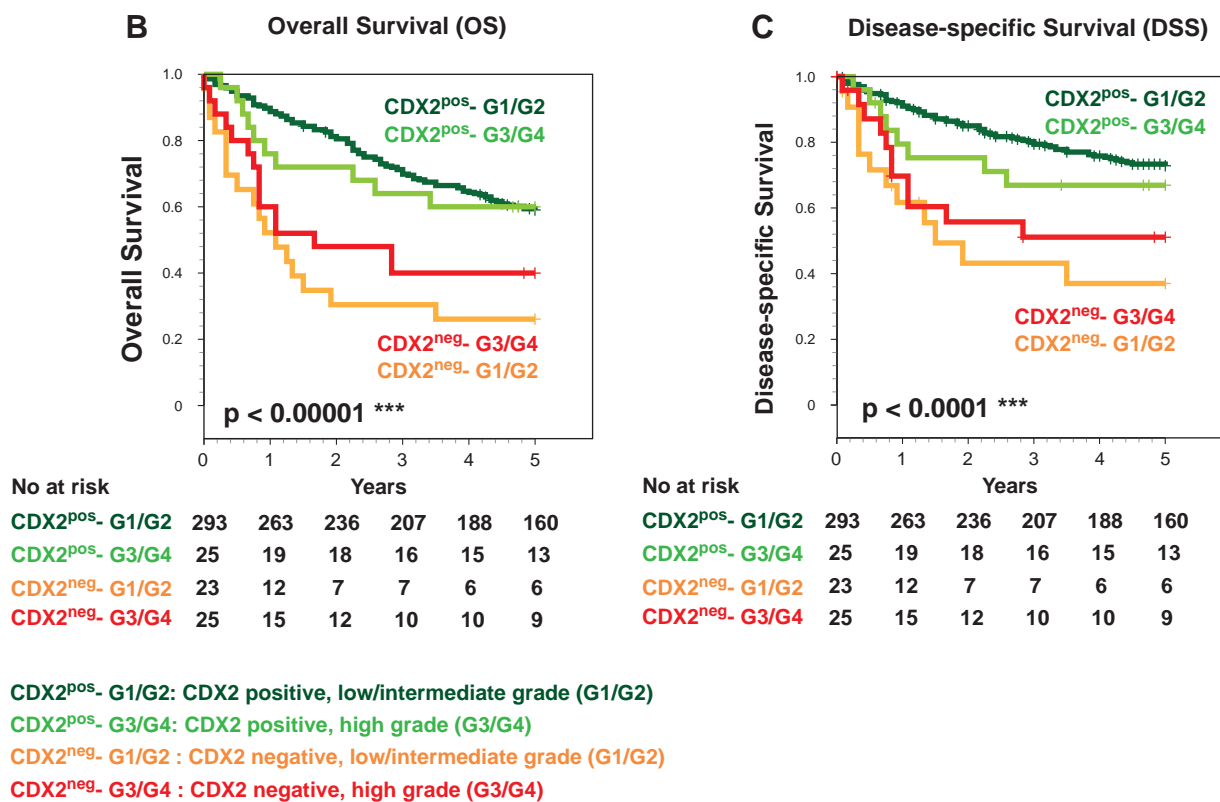 B Overall Survival (OS)
1.0
0.8
0.6
0.4
0.2
0
Overall Survival
CDX2pos- G1/G2
CDX2pos- G3/G4
CDX2neg- G3/G4
CDX2neg- G1/G2
p < 0.00001 ***
0 1 2 3 4 5
No at risk Years
CDX2pos- G1/G2 293 263 236 207 188 160
CDX2pos- G3/G4 25 19 18 16 15 13
CDX2neg- G1/G2 23 12 7 7 6 6
CDX2neg- G3/G4 25 15 12 10 10 9
C Disease-specific Survival (DSS)
1.0
0.8
0.6
0.4
0.2
0
Disease-specific Survival
CDX2pos- G1/G2
CDX2pos- G3/G4
CDX2neg- G3/G4
CDX2neg- G1/G2
p < 0.0001 ***
0 1 2 3 4 5
No at risk Years
CDX2pos- G1/G2 293 263 236 207 188 160
CDX2pos- G3/G4 25 19 18 16 15 13
CDX2neg- G1/G2 23 12 7 7 6 6
CDX2neg- G3/G4 25 15 12 10 10 9
CDX2pos- G1/G2: CDX2 positive, low/intermediate grade (G1/G2)
CDX2pos- G3/G4: CDX2 positive, high grade (G3/G4)
CDX2neg- G1/G2 : CDX2 negative, low/intermediate grade (G1/G2)
CDX2neg- G3/G4 : CDX2 negative, high grade (G3/G4)